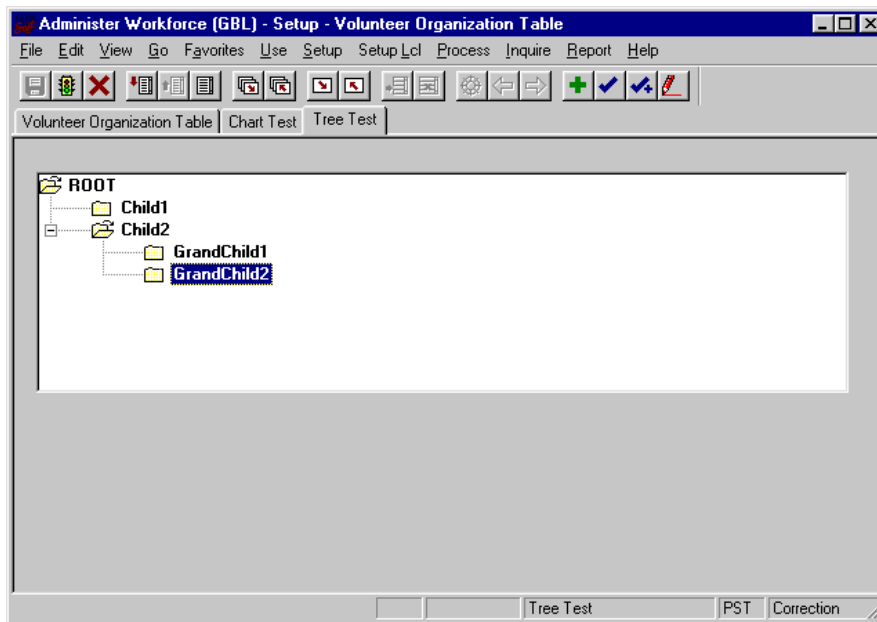 Administer Workforce (GBL) - Setup - Volunteer Organization Table
File Edit View Go Favorites Use Setup Setup Lcl Process Inquire Report Help
Volunteer Organization Table Chart Test Tree Test
ROOT
Child1
Child2
GrandChild1
GrandChild2
Tree Test PST Correction